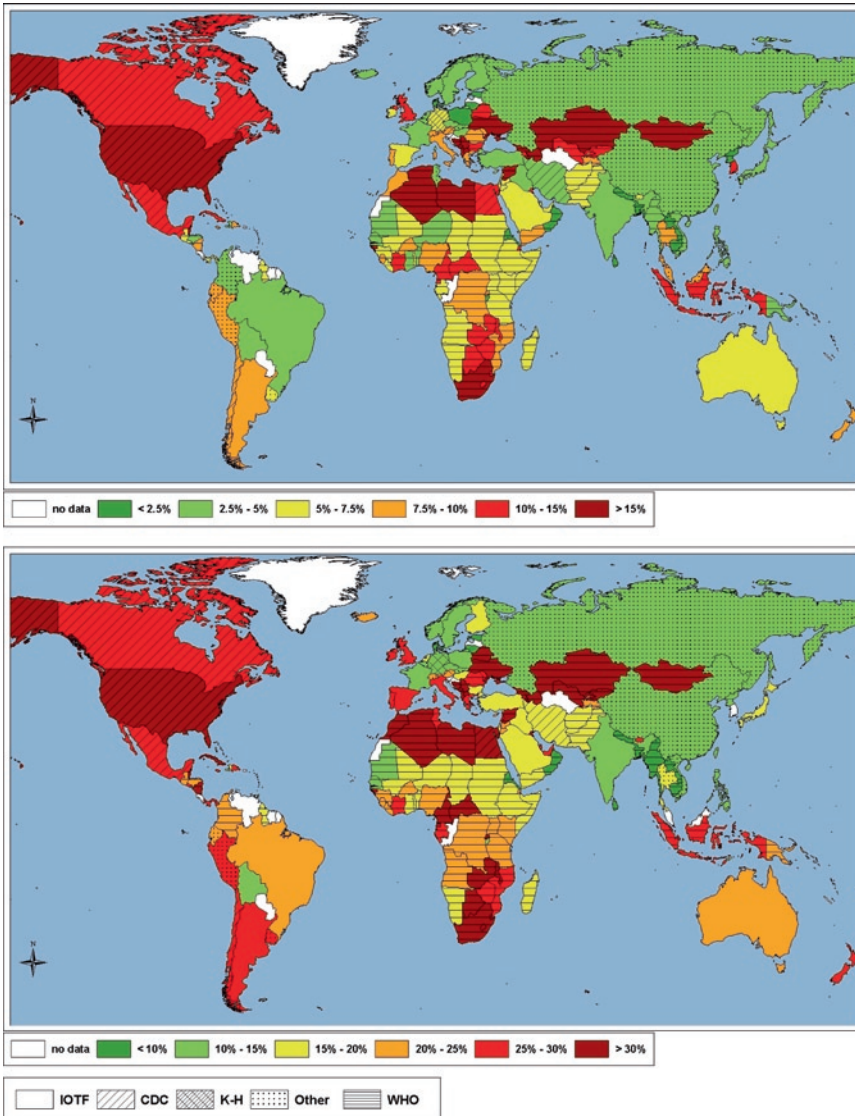 N
no data < 2.5% 2.5% - 5% 5% - 7.5% 7.5% - 10% 10% - 15% > 15%
N
no data < 10% 10% - 15% 15% - 20% 20% - 25% 25% - 30% > 30%
IOTF CDC K-H Other WHO